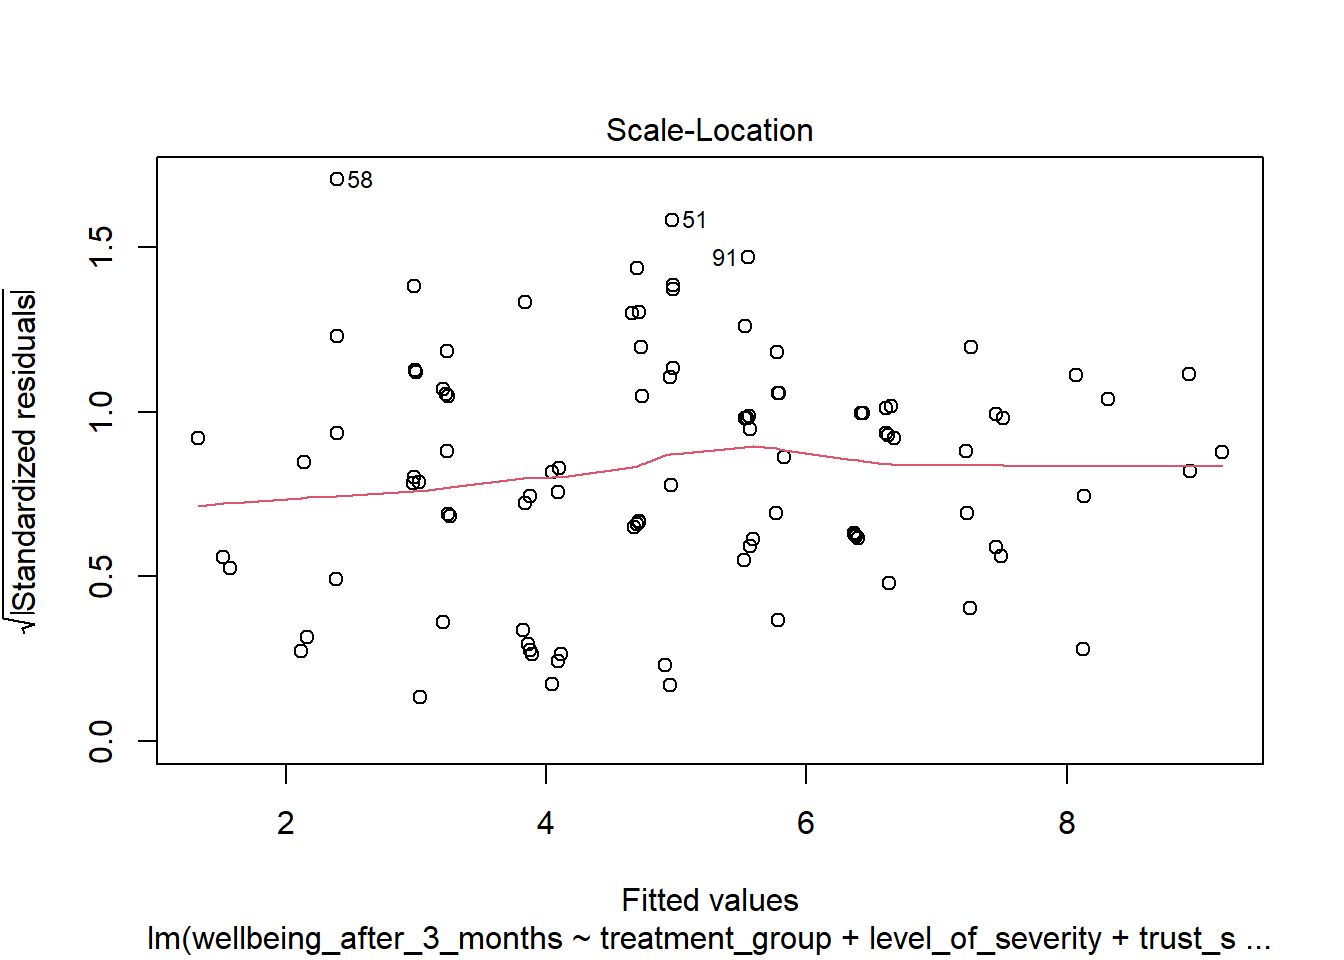 Scale-Location
58
51
91
√|Standardized residuals|
0.0
0.5
1.0
1.5
2
4
6
8
Fitted values
lm(wellbeing_after_3_months ~ treatment_group + level_of_severity + trust_s ...